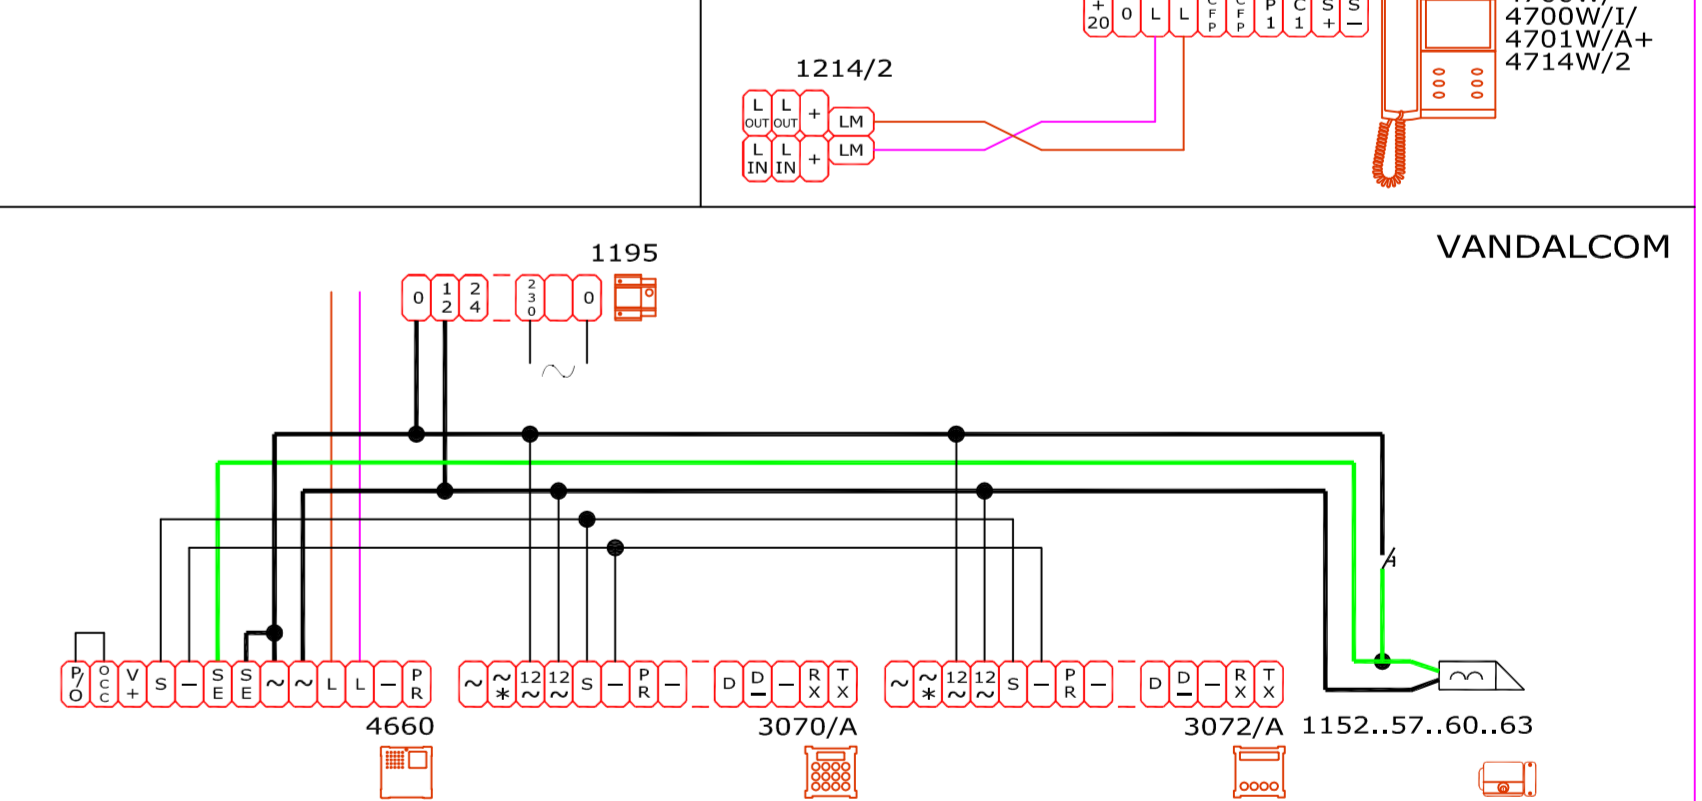 + 20 0 L L C F P C F P P 1 C 1 S + S –
4700W/I/
4701W/A+
4714W/2
1214/2
L OUT L OUT + LM
L IN L IN + LM
VANDALCOM
1195
0 12 24 230 0
~
P/O OCC V+ S – SE SE ~ ~ L L – PR
~ ~* 12~ 12~ S – PR – D D – RX TX
~ ~* 12~ 12~ S – PR – D D – RX TX
4660
3070/A
3072/A
1152..57..60..63